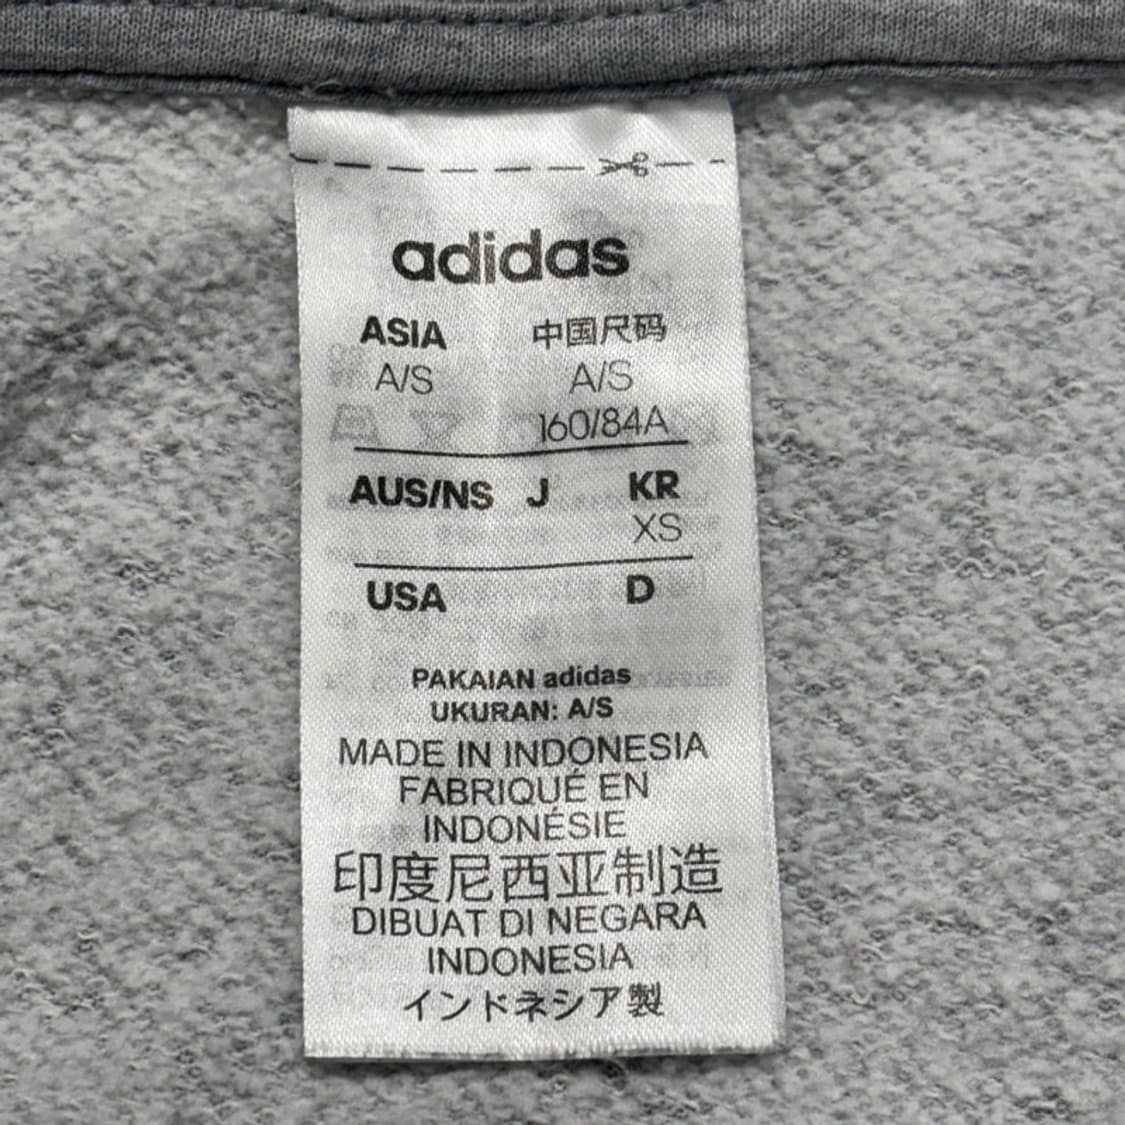 adidas
ASIA 中国尺码
A/S A/S
160/84A
AUS/NS J KR
XS
USA D
PAKAIAN adidas
UKURAN: A/S
MADE IN INDONESIA
FABRIQUÉ EN
INDONÉSIE
印度尼西亚制造
DIBUAT DI NEGARA
INDONESIA
インドネシア製